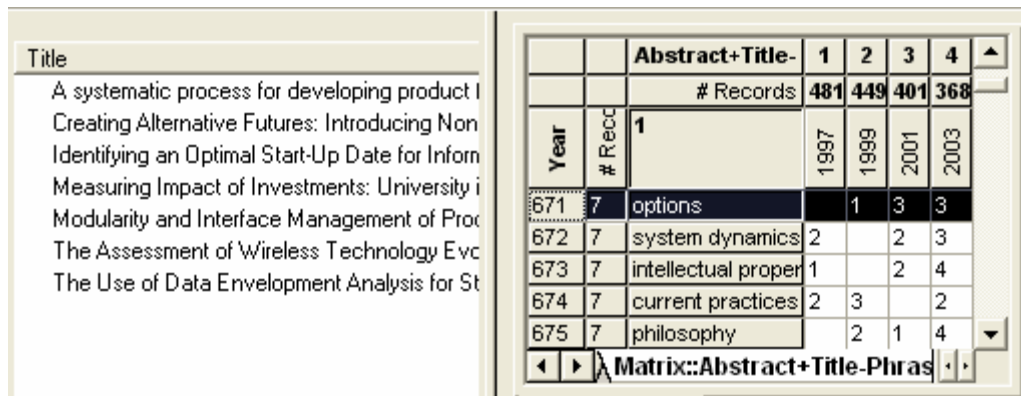 Title
A systematic process for developing product
Creating Alternative Futures: Introducing Non
Identifying an Optimal Start-Up Date for Inform
Measuring Impact of Investments: University i
Modularity and Interface Management of Proc
The Assessment of Wireless Technology Evo
The Use of Data Envelopment Analysis for St
Abstract+Title- 1 2 3 4
# Records 481 449 401 368
Year # Reco 1 1997 1999 2001 2003
671 7 options 1 3 3
672 7 system dynamics 2 2 3
673 7 intellectual proper 1 2 4
674 7 current practices 2 3 2
675 7 philosophy 2 1 4
Matrix::Abstract+Title-Phras